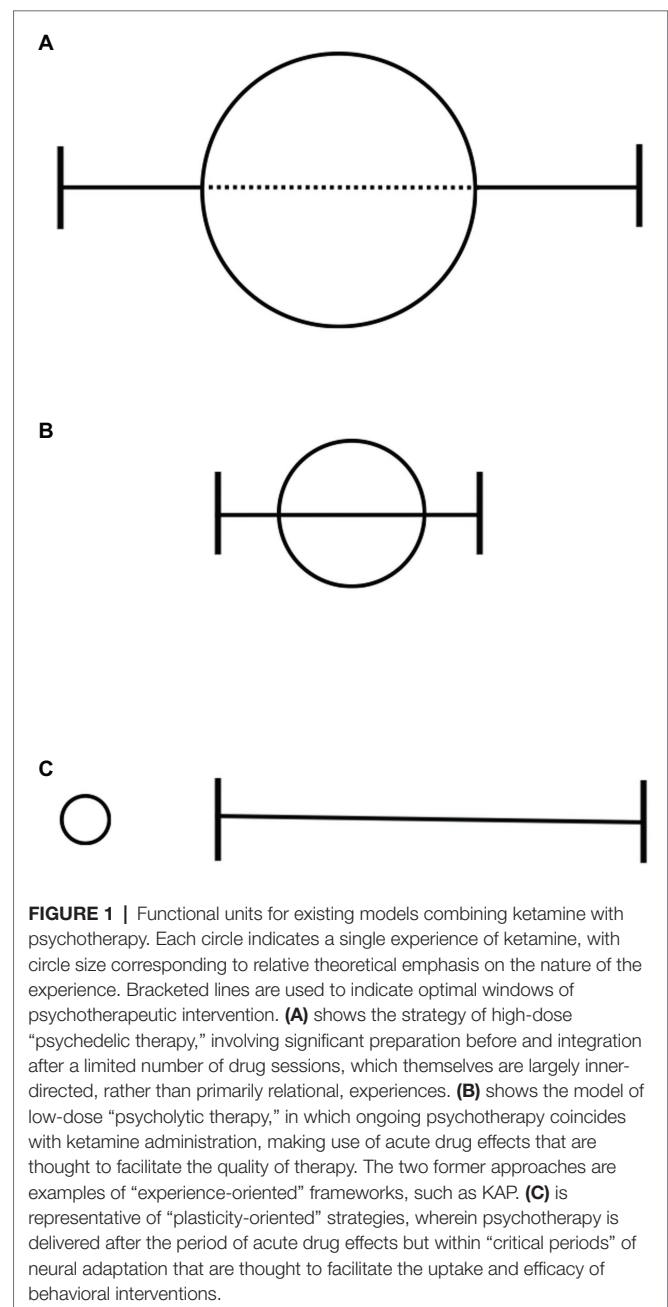 A
B
C
FIGURE 1 | Functional units for existing models combining ketamine with
psychotherapy. Each circle indicates a single experience of ketamine, with
circle size corresponding to relative theoretical emphasis on the nature of the
experience. Bracketed lines are used to indicate optimal windows of
psychotherapeutic intervention. (A) shows the strategy of high-dose
“psychedelic therapy,” involving significant preparation before and integration
after a limited number of drug sessions, which themselves are largely inner-
directed, rather than primarily relational, experiences. (B) shows the model of
low-dose “psycholytic therapy,” in which ongoing psychotherapy coincides
with ketamine administration, making use of acute drug effects that are
thought to facilitate the quality of therapy. The two former approaches are
examples of “experience-oriented” frameworks, such as KAP. (C) is
representative of “plasticity-oriented” strategies, wherein psychotherapy is
delivered after the period of acute drug effects but within “critical periods” of
neural adaptation that are thought to facilitate the uptake and efficacy of
behavioral interventions.